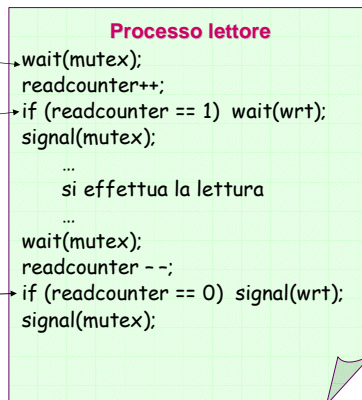 Processo lettore
wait(mutex);
readcounter++;
if (readcounter == 1) wait(wrt);
signal(mutex);
…
si effettua la lettura
…
wait(mutex);
readcounter – –;
if (readcounter == 0) signal(wrt);
signal(mutex);